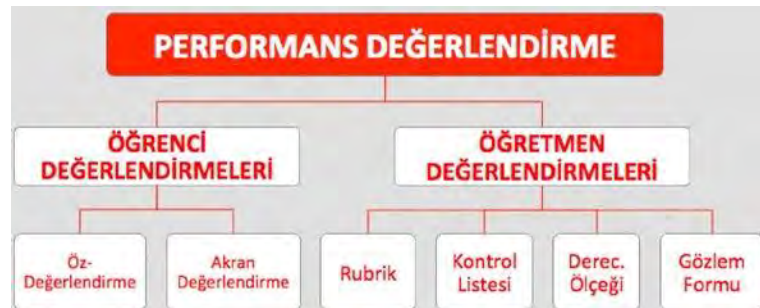 PERFORMANS DEĞERLENDİRME
ÖĞRENCİ
DEĞERLENDİRMELERİ
ÖĞRETMEN
DEĞERLENDİRMELERİ
Öz-
Değerlendirme
Akran
Değerlendirme
Rubrik
Kontrol
Listesi
Derec.
Ölçeği
Gözlem
Formu